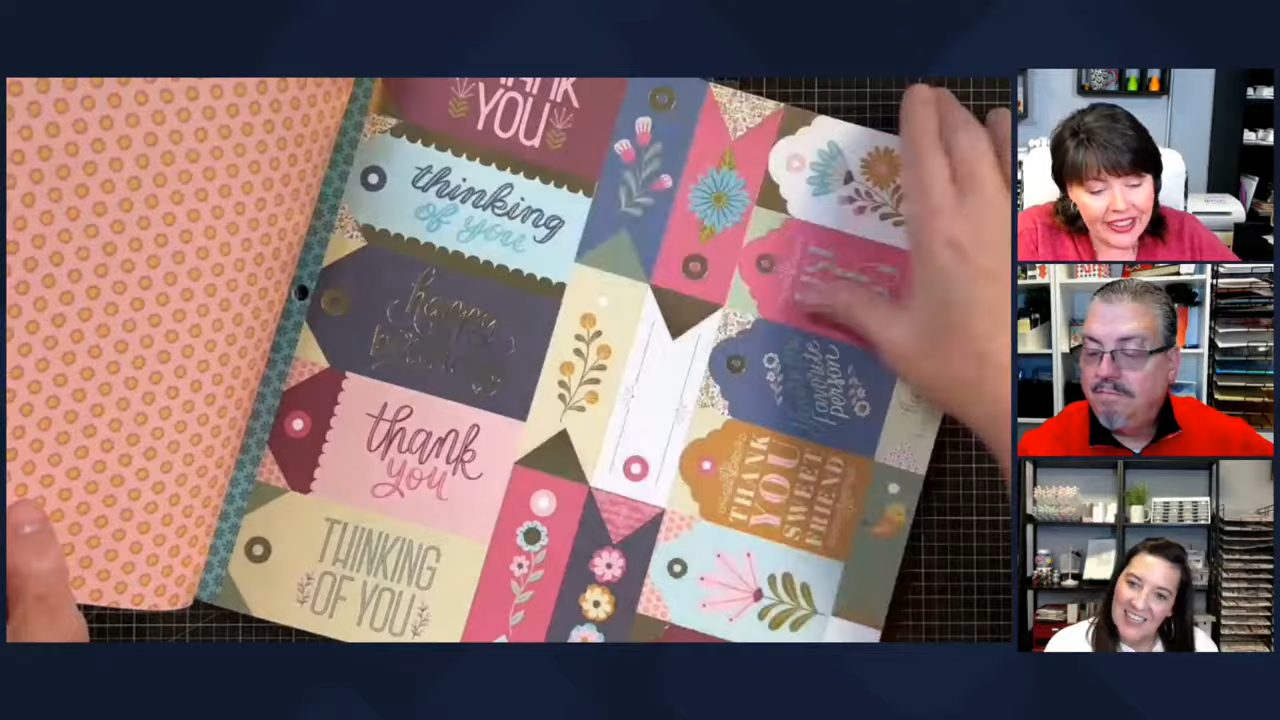 THANK
YOU
thinking
of you
happy
thank
you
THINKING
OF YOU
favorite
person
THANK
YOU
SWEET
FRIEND!